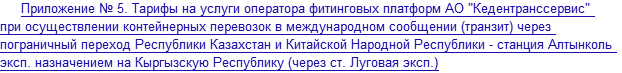 Приложение № 5. Тарифы на услуги оператора фитинговых платформ АО "Кедентранссервис"
при осуществлении контейнерных перевозок в международном сообщении (транзит) через
пограничный переход Республики Казахстан и Китайской Народной Республики - станция Алтынколь
эксп. назначением на Кыргызскую Республику (через ст. Луговая эксп.)